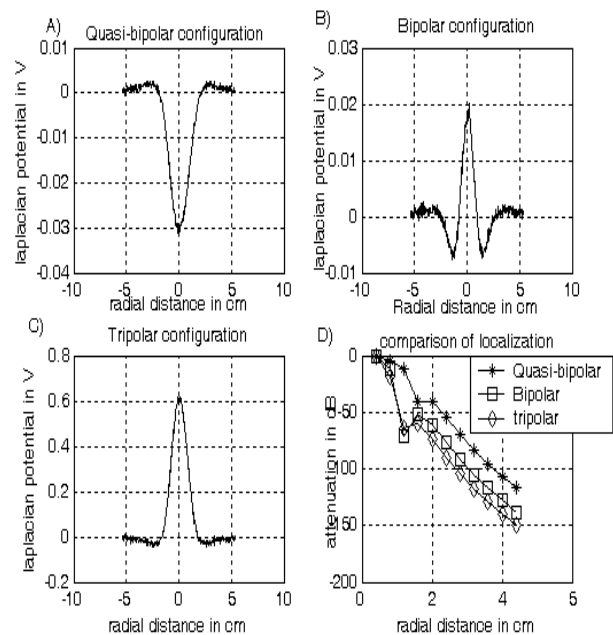 A)
Quasi-bipolar configuration
laplacian potential in V
0.01
0
-0.01
-0.02
-0.03
-0.04
-10
-5
0
5
10
radial distance in cm
B)
Bipolar configuration
laplacian potential in V
0.03
0.02
0.01
0
-0.01
-10
-5
0
5
10
Radial distance in cm
C)
Tripolar configuration
laplacian potential in V
0.8
0.6
0.4
0.2
0
-0.2
-10
-5
0
5
10
radial distance in cm
D)
comparison of localization
attenuation in dB
0
-50
-100
-150
-200
0
2
4
5
radial distance in cm
Quasi-bipolar
Bipolar
tripolar